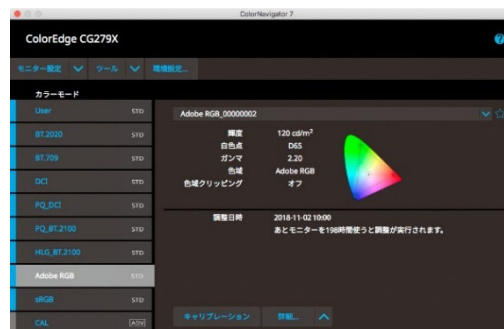 ColorNavigator 7
ColorEdge CG279X
モニター設定 ツール 環境設定...
カラーモード
User STD
BT.2020 STD
BT.709 STD
DCI STD
PQ_DCI STD
PQ_BT.2100 STD
HLG_BT.2100 STD
Adobe RGB STD
sRGB STD
CAL ADV
Adobe RGB_00000002
輝度 120 cd/m²
白色点 D65
ガンマ 2.20
色域 Adobe RGB
色域クリッピング オフ
調整日時 2018-11-02 10:00
あとモニターを198時間使うと調整が実行されます。
キャリブレーション 詳細...